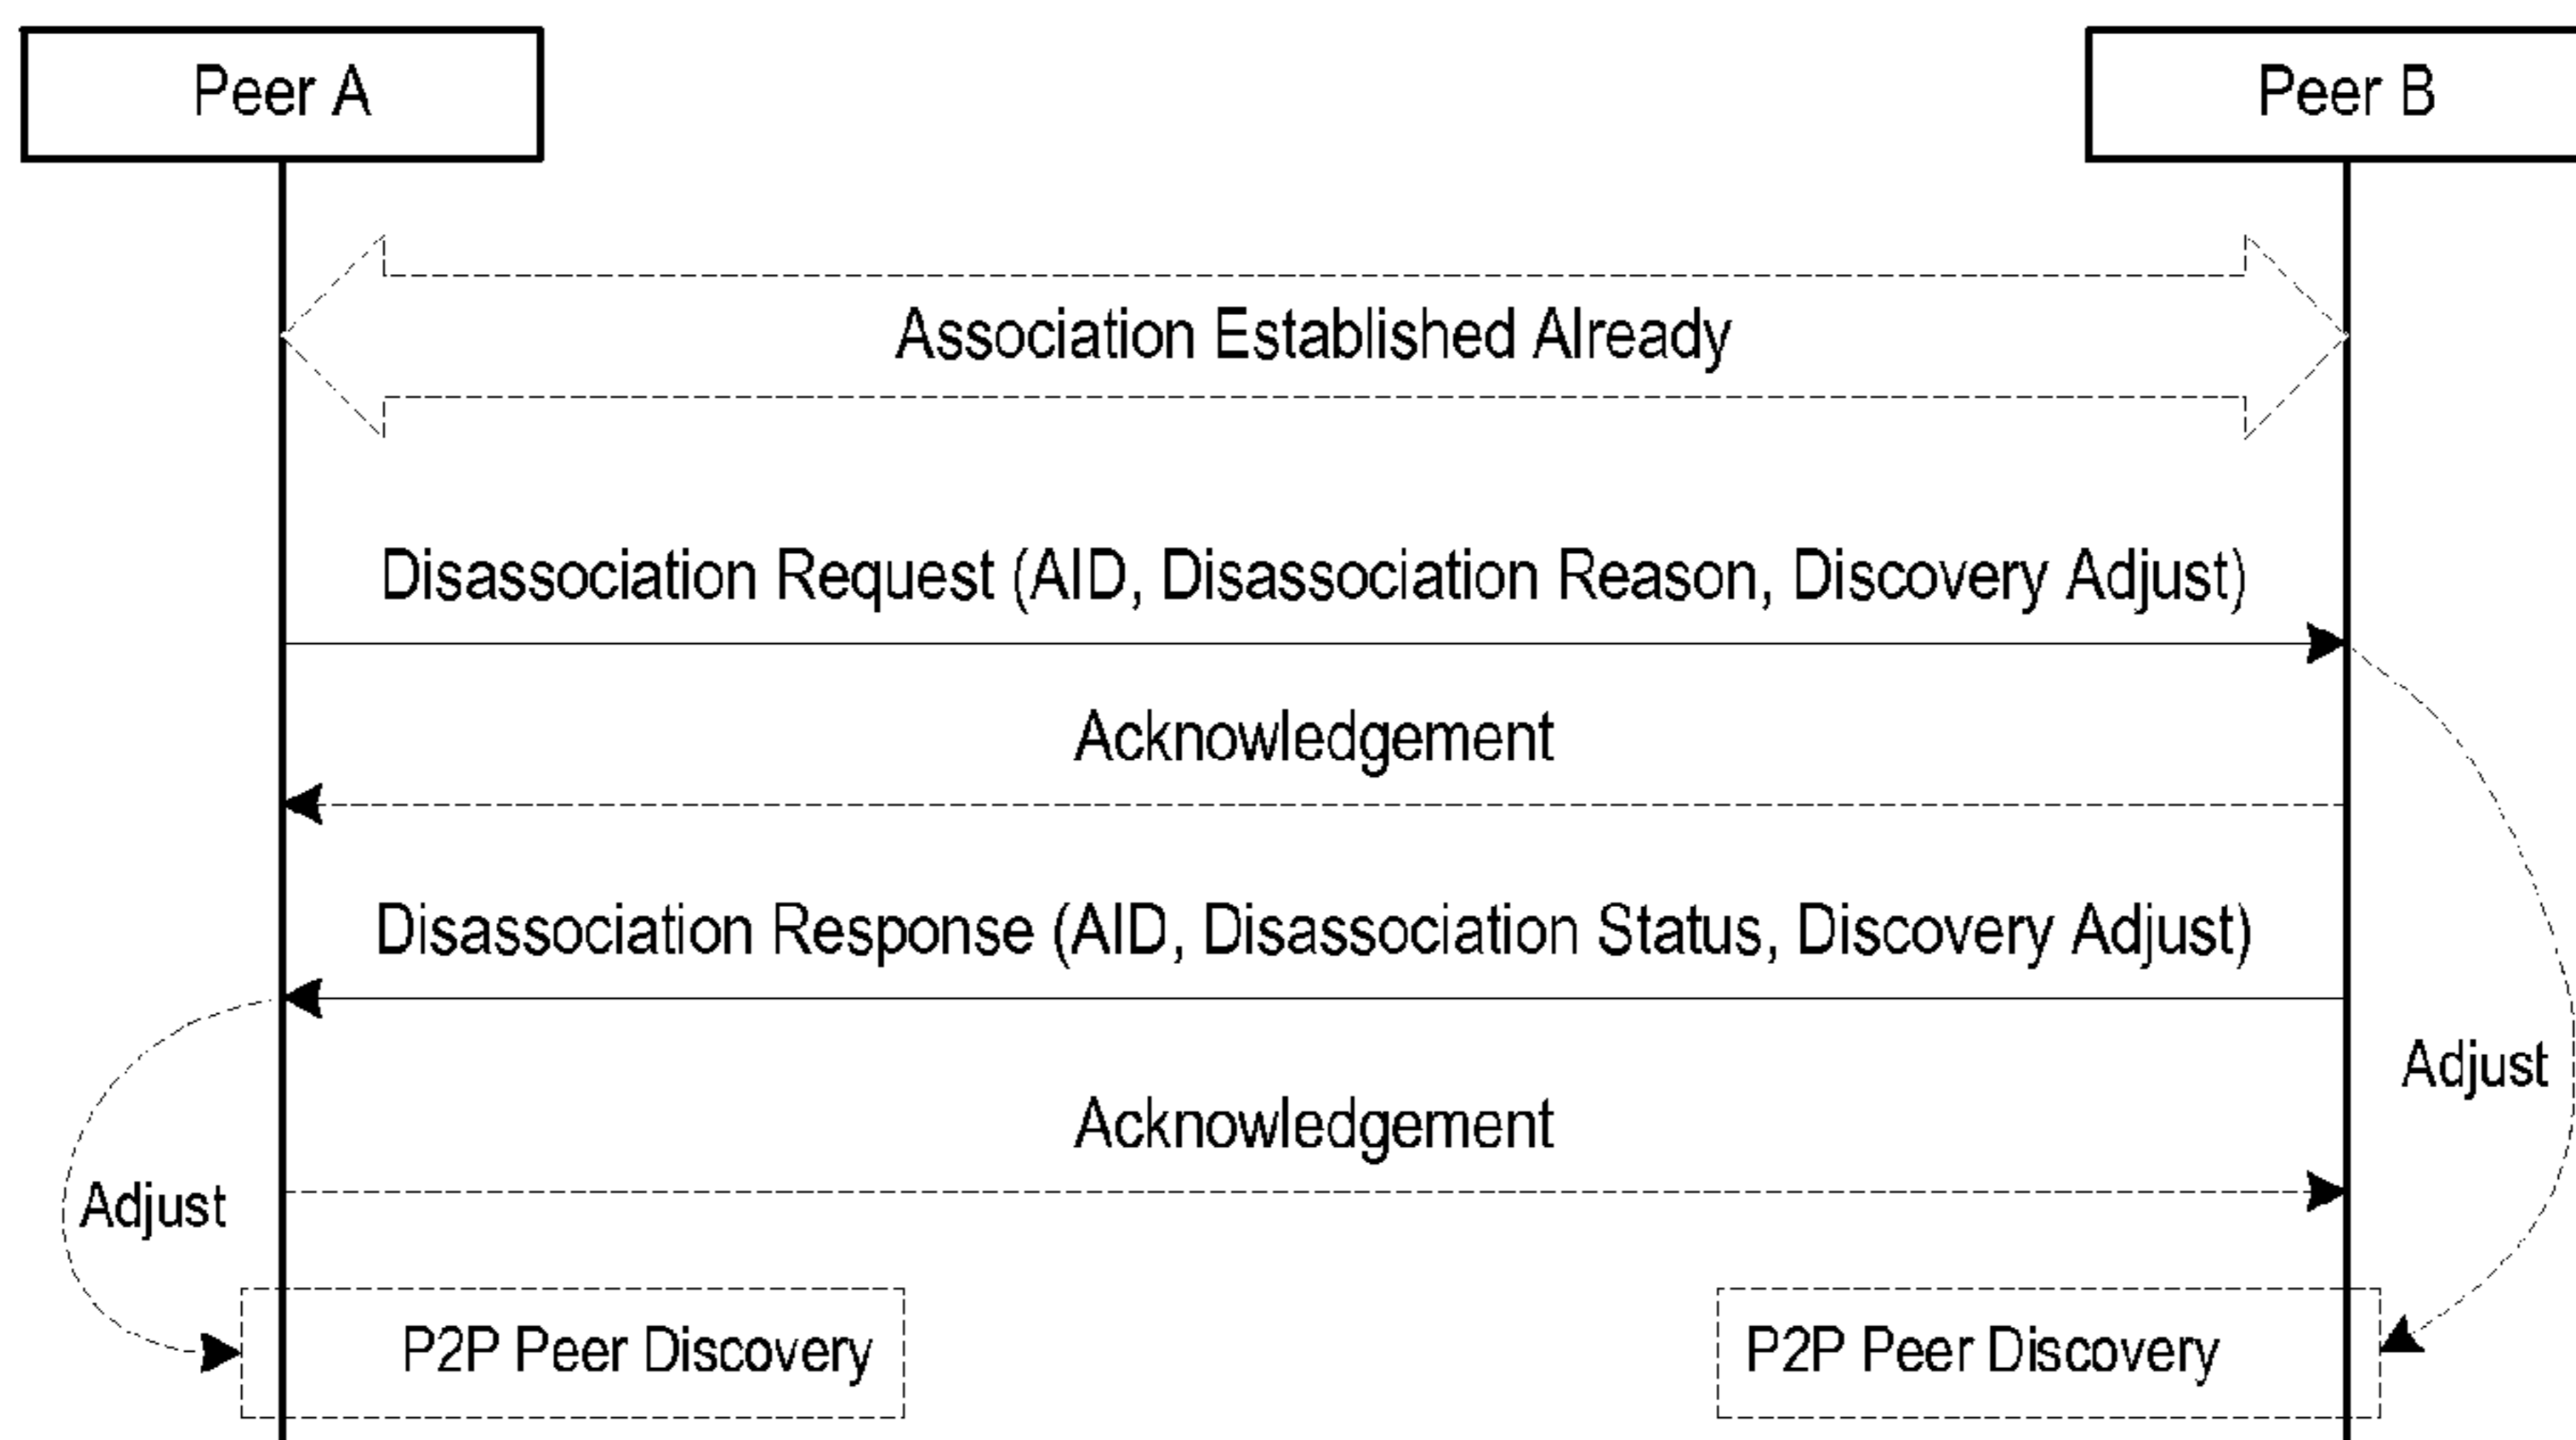 Peer A
Peer B
Association Established Already
Disassociation Request (AID, Disassociation Reason, Discovery Adjust)
Acknowledgement
Disassociation Response (AID, Disassociation Status, Discovery Adjust)
Adjust
Acknowledgement
Adjust
P2P Peer Discovery
P2P Peer Discovery